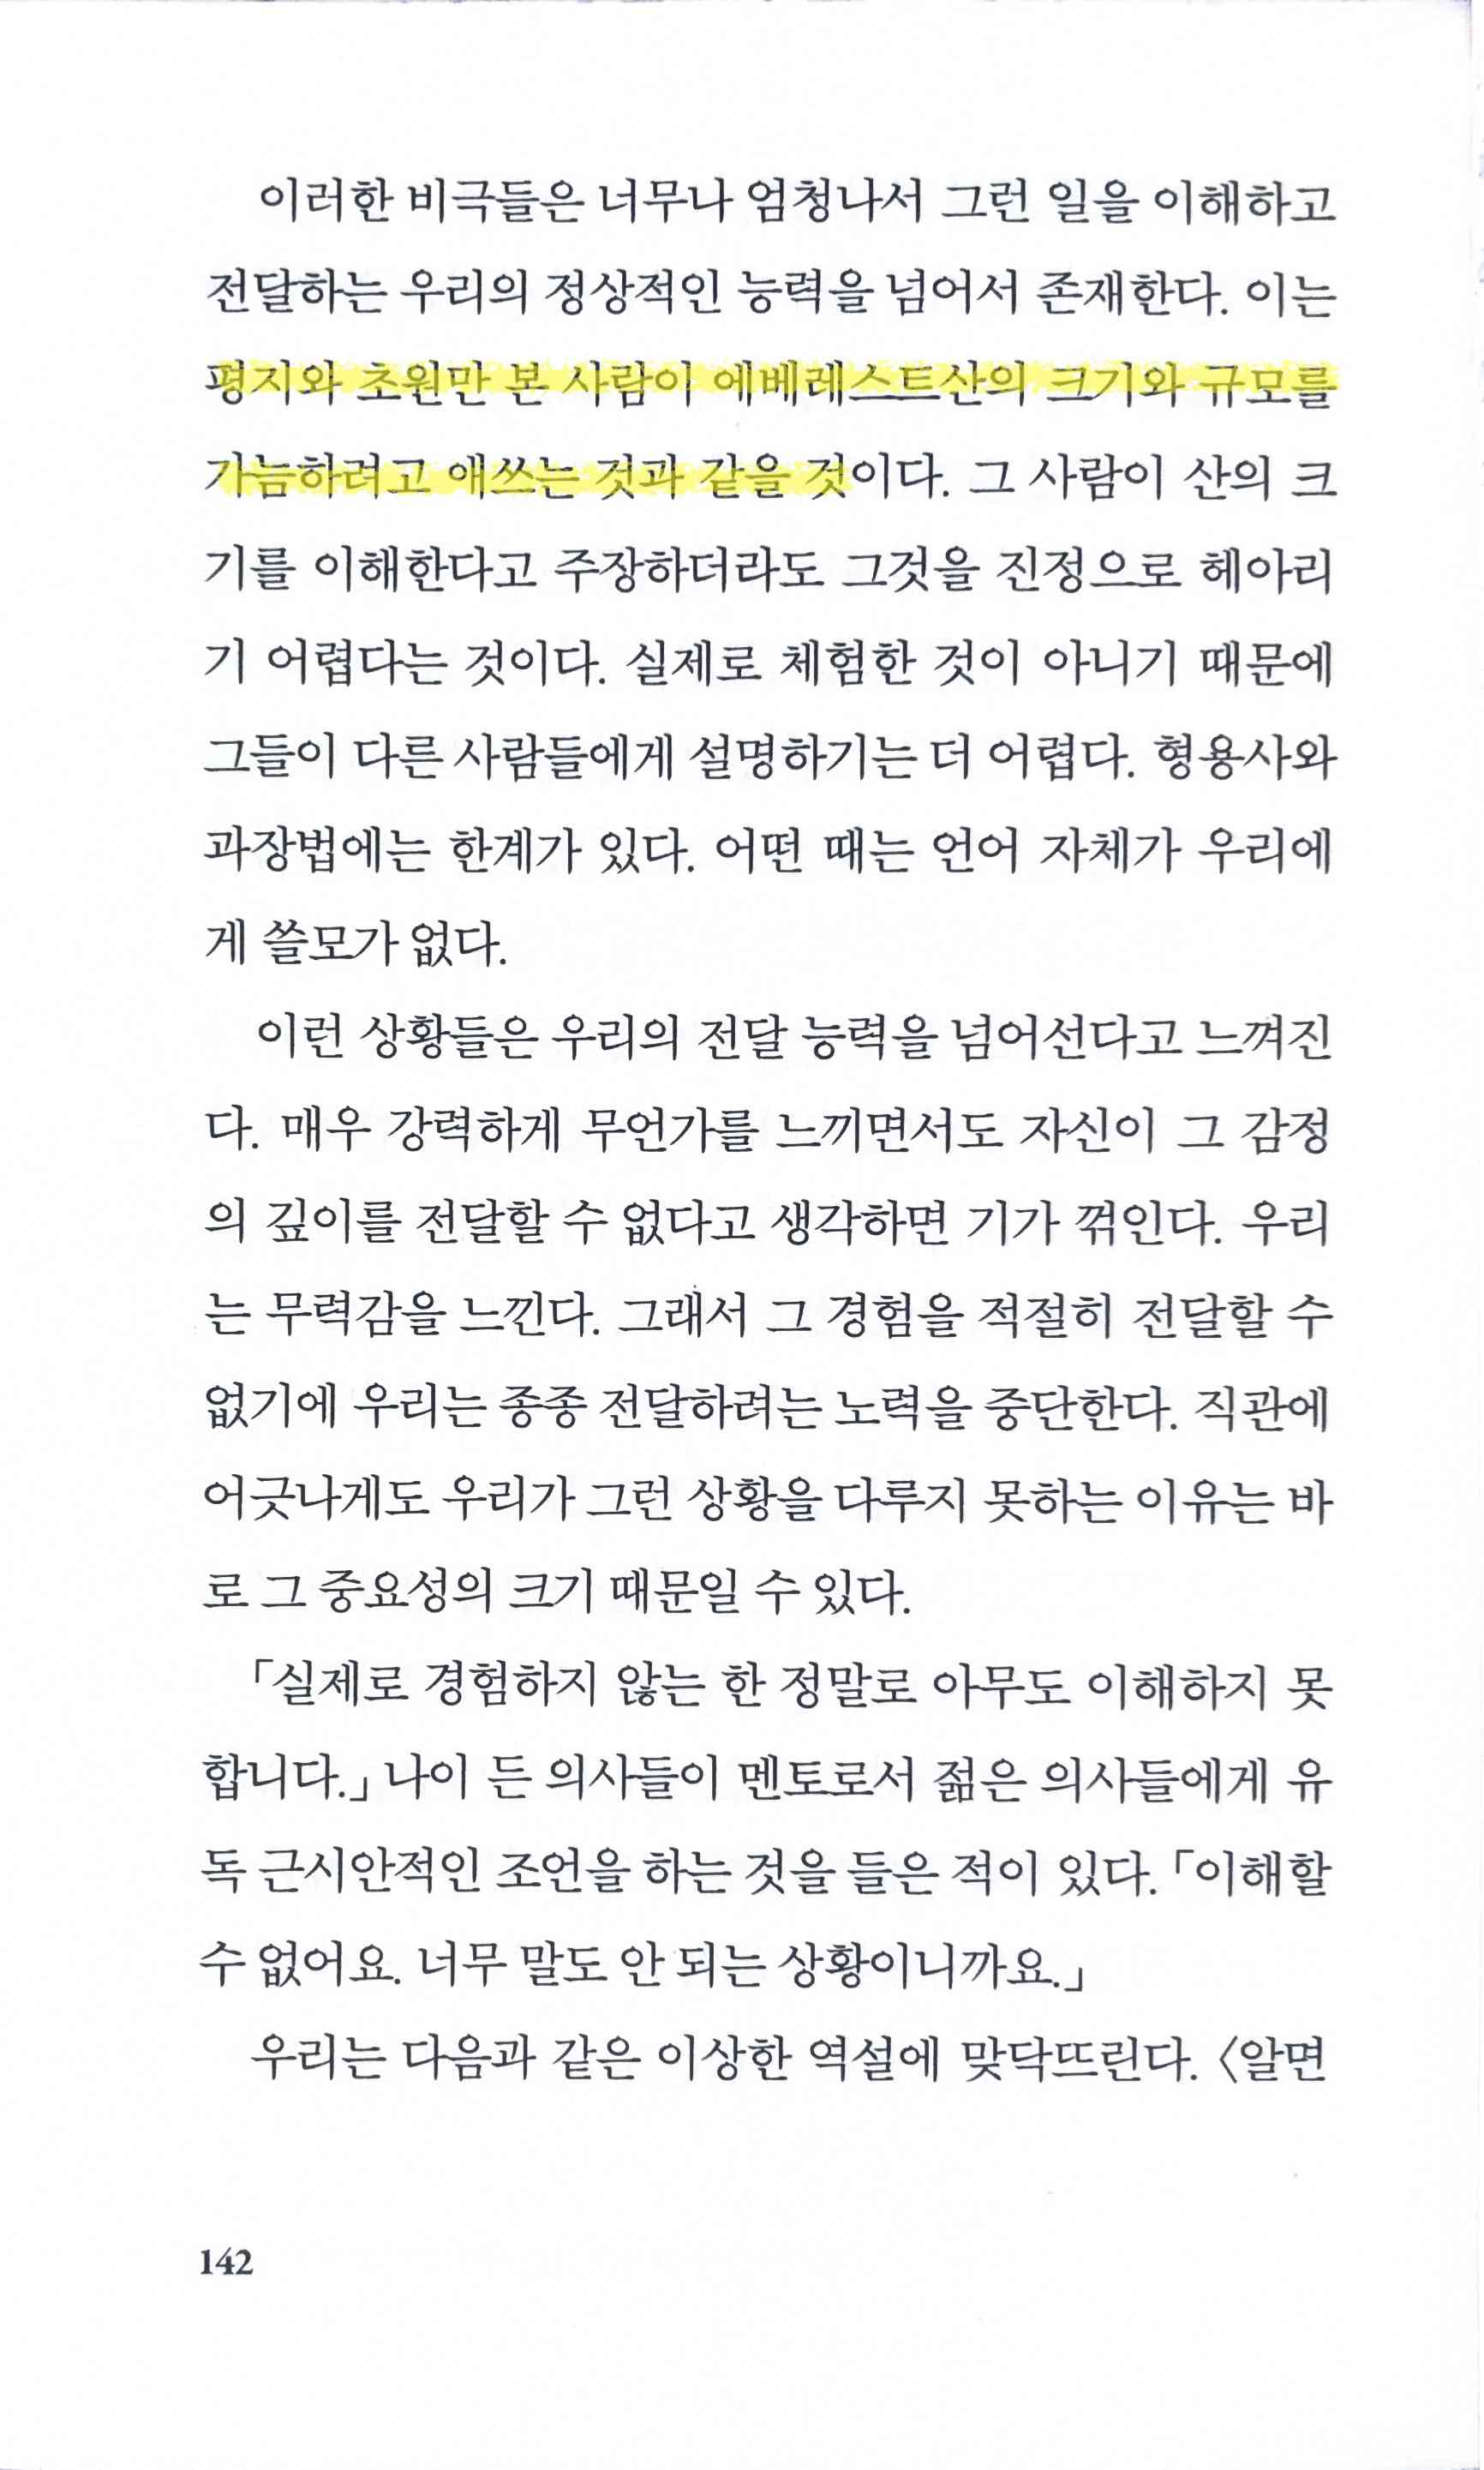 이러한 비극들은 너무나 엄청나서 그런 일을 이해하고
전달하는 우리의 정상적인 능력을 넘어서 존재한다. 이는
평지와 초원만 본 사람이 에베레스트산의 크기와 규모를
가늠하려고 애쓰는 것과 같을 것이다. 그 사람이 산의 크
기를 이해한다고 주장하더라도 그것을 진정으로 헤아리
기 어렵다는 것이다. 실제로 체험한 것이 아니기 때문에
그들이 다른 사람들에게 설명하기는 더 어렵다. 형용사와
과장법에는 한계가 있다. 어떤 때는 언어 자체가 우리에
게 쓸모가 없다.
이런 상황들은 우리의 전달 능력을 넘어선다고 느껴진
다. 매우 강력하게 무언가를 느끼면서도 자신이 그 감정
의 깊이를 전달할 수 없다고 생각하면 기가 꺾인다. 우리
는 무력감을 느낀다. 그래서 그 경험을 적절히 전달할 수
없기에 우리는 종종 전달하려는 노력을 중단한다. 직관에
어긋나게도 우리가 그런 상황을 다루지 못하는 이유는 바
로 그 중요성의 크기 때문일 수 있다.
「실제로 경험하지 않는 한 정말로 아무도 이해하지 못
합니다.」 나이 든 의사들이 멘토로서 젊은 의사들에게 유
독 근시안적인 조언을 하는 것을 들은 적이 있다. 「이해할
수 없어요. 너무 말도 안 되는 상황이니까요.」
우리는 다음과 같은 이상한 역설에 맞닥뜨린다. 〈알면
142